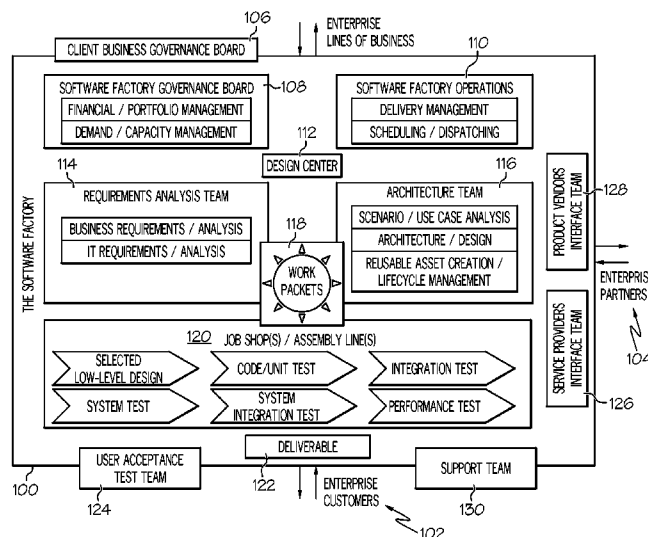 106
ENTERPRISE
LINES OF BUSINESS
CLIENT BUSINESS GOVERNANCE BOARD
110
SOFTWARE FACTORY GOVERNANCE BOARD
108
FINANCIAL / PORTFOLIO MANAGEMENT
DEMAND / CAPACITY MANAGEMENT
SOFTWARE FACTORY OPERATIONS
DELIVERY MANAGEMENT
SCHEDULING / DISPATCHING
112
DESIGN CENTER
114
REQUIREMENTS ANALYSIS TEAM
BUSINESS REQUIREMENTS / ANALYSIS
IT REQUIREMENTS / ANALYSIS
116
ARCHITECTURE TEAM
SCENARIO / USE CASE ANALYSIS
ARCHITECTURE / DESIGN
REUSABLE ASSET CREATION /
LIFECYCLE MANAGEMENT
118
WORK
PACKETS
THE SOFTWARE FACTORY
PRODUCT VENDORS
INTERFACE TEAM
128
ENTERPRISE
PARTNERS
104
SERVICE PROVIDERS
INTERFACE TEAM
126
120
JOB SHOP(S) / ASSEMBLY LINE(S)
SELECTED
LOW-LEVEL DESIGN
CODE/UNIT TEST
INTEGRATION TEST
SYSTEM TEST
SYSTEM
INTEGRATION TEST
PERFORMANCE TEST
DELIVERABLE
122
100
USER ACCEPTANCE
TEST TEAM
124
ENTERPRISE
CUSTOMERS
102
SUPPORT TEAM
130